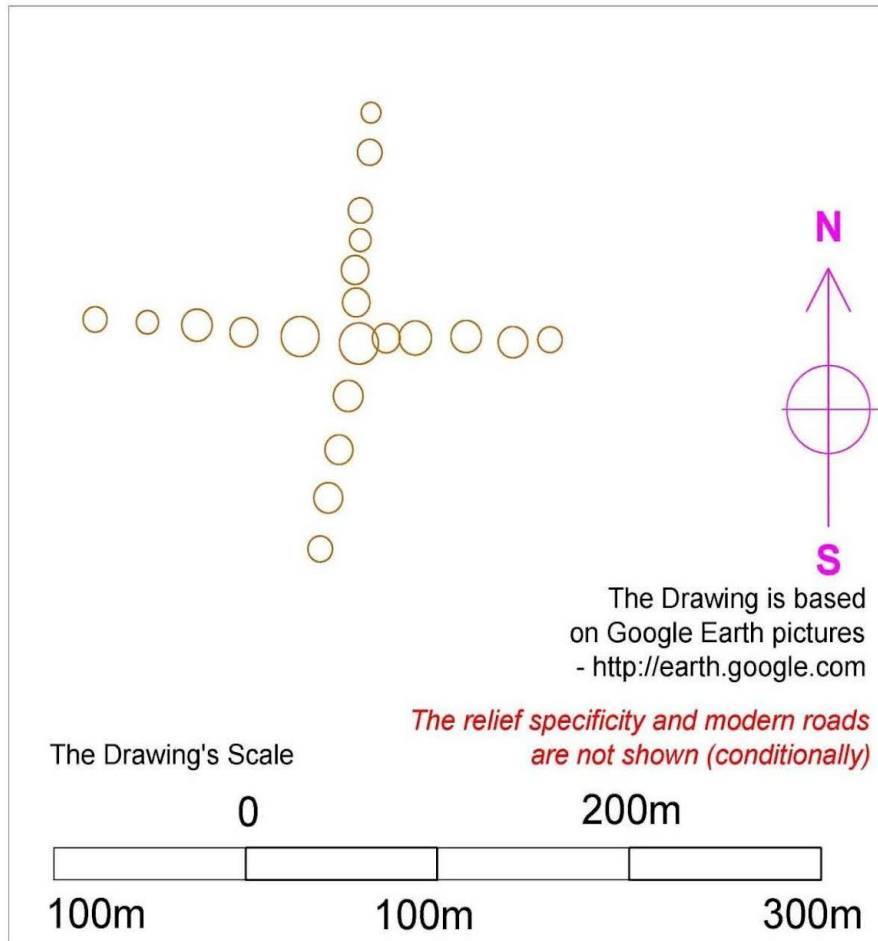 N
S
The Drawing is based
on Google Earth pictures
- http://earth.google.com
The relief specificity and modern roads
are not shown (conditionally)
The Drawing's Scale
0 200m
100m 100m 300m